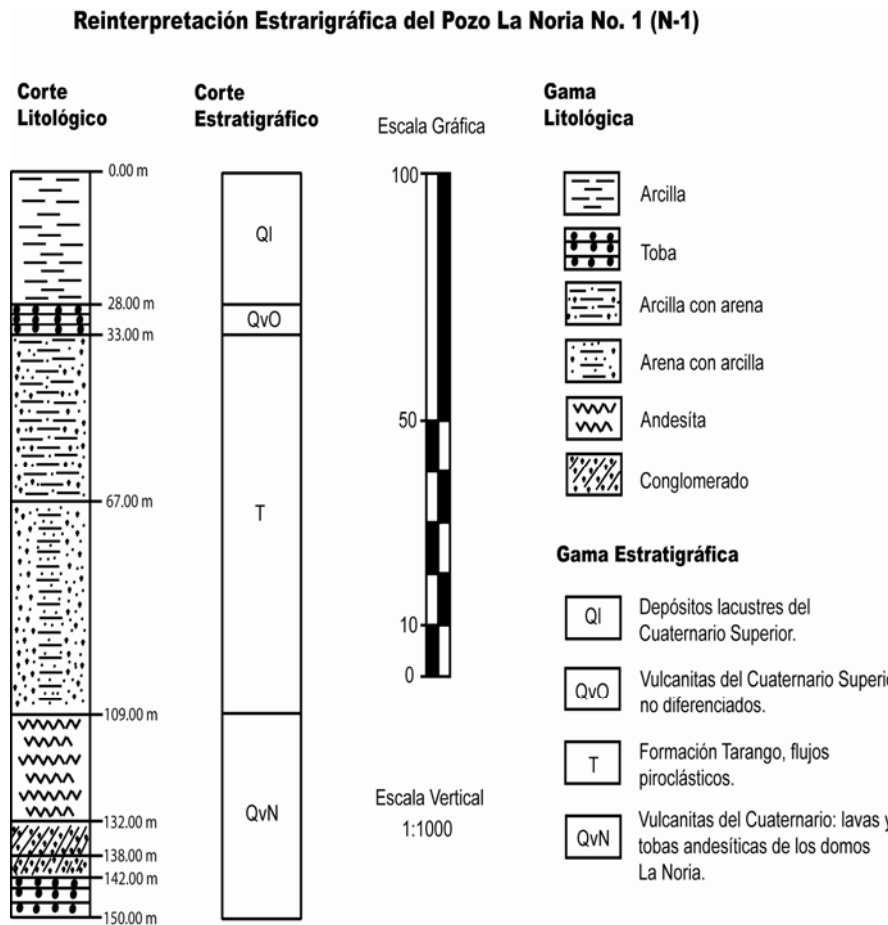 Reinterpretación Estrarigráfica del Pozo La Noria No. 1 (N-1)
Corte
Litológico
0.00 m
28.00 m
33.00 m
67.00 m
109.00 m
132.00 m
138.00 m
142.00 m
150.00 m
Corte
Estratigráfico
Ql
QvO
T
QvN
Escala Gráfica
100
50
10
0
Escala Vertical
1:1000
Gama
Litológica
Arcilla
Toba
Arcilla con arena
Arena con arcilla
Andesíta
Conglomerado
Gama Estratigráfica
Ql
Depósitos lacustres del
Cuaternario Superior.
QvO
Vulcanitas del Cuaternario Superio
no diferenciados.
T
Formación Tarango, flujos
piroclásticos.
QvN
Vulcanitas del Cuaternario: lavas y
tobas andesíticas de los domos
La Noria.